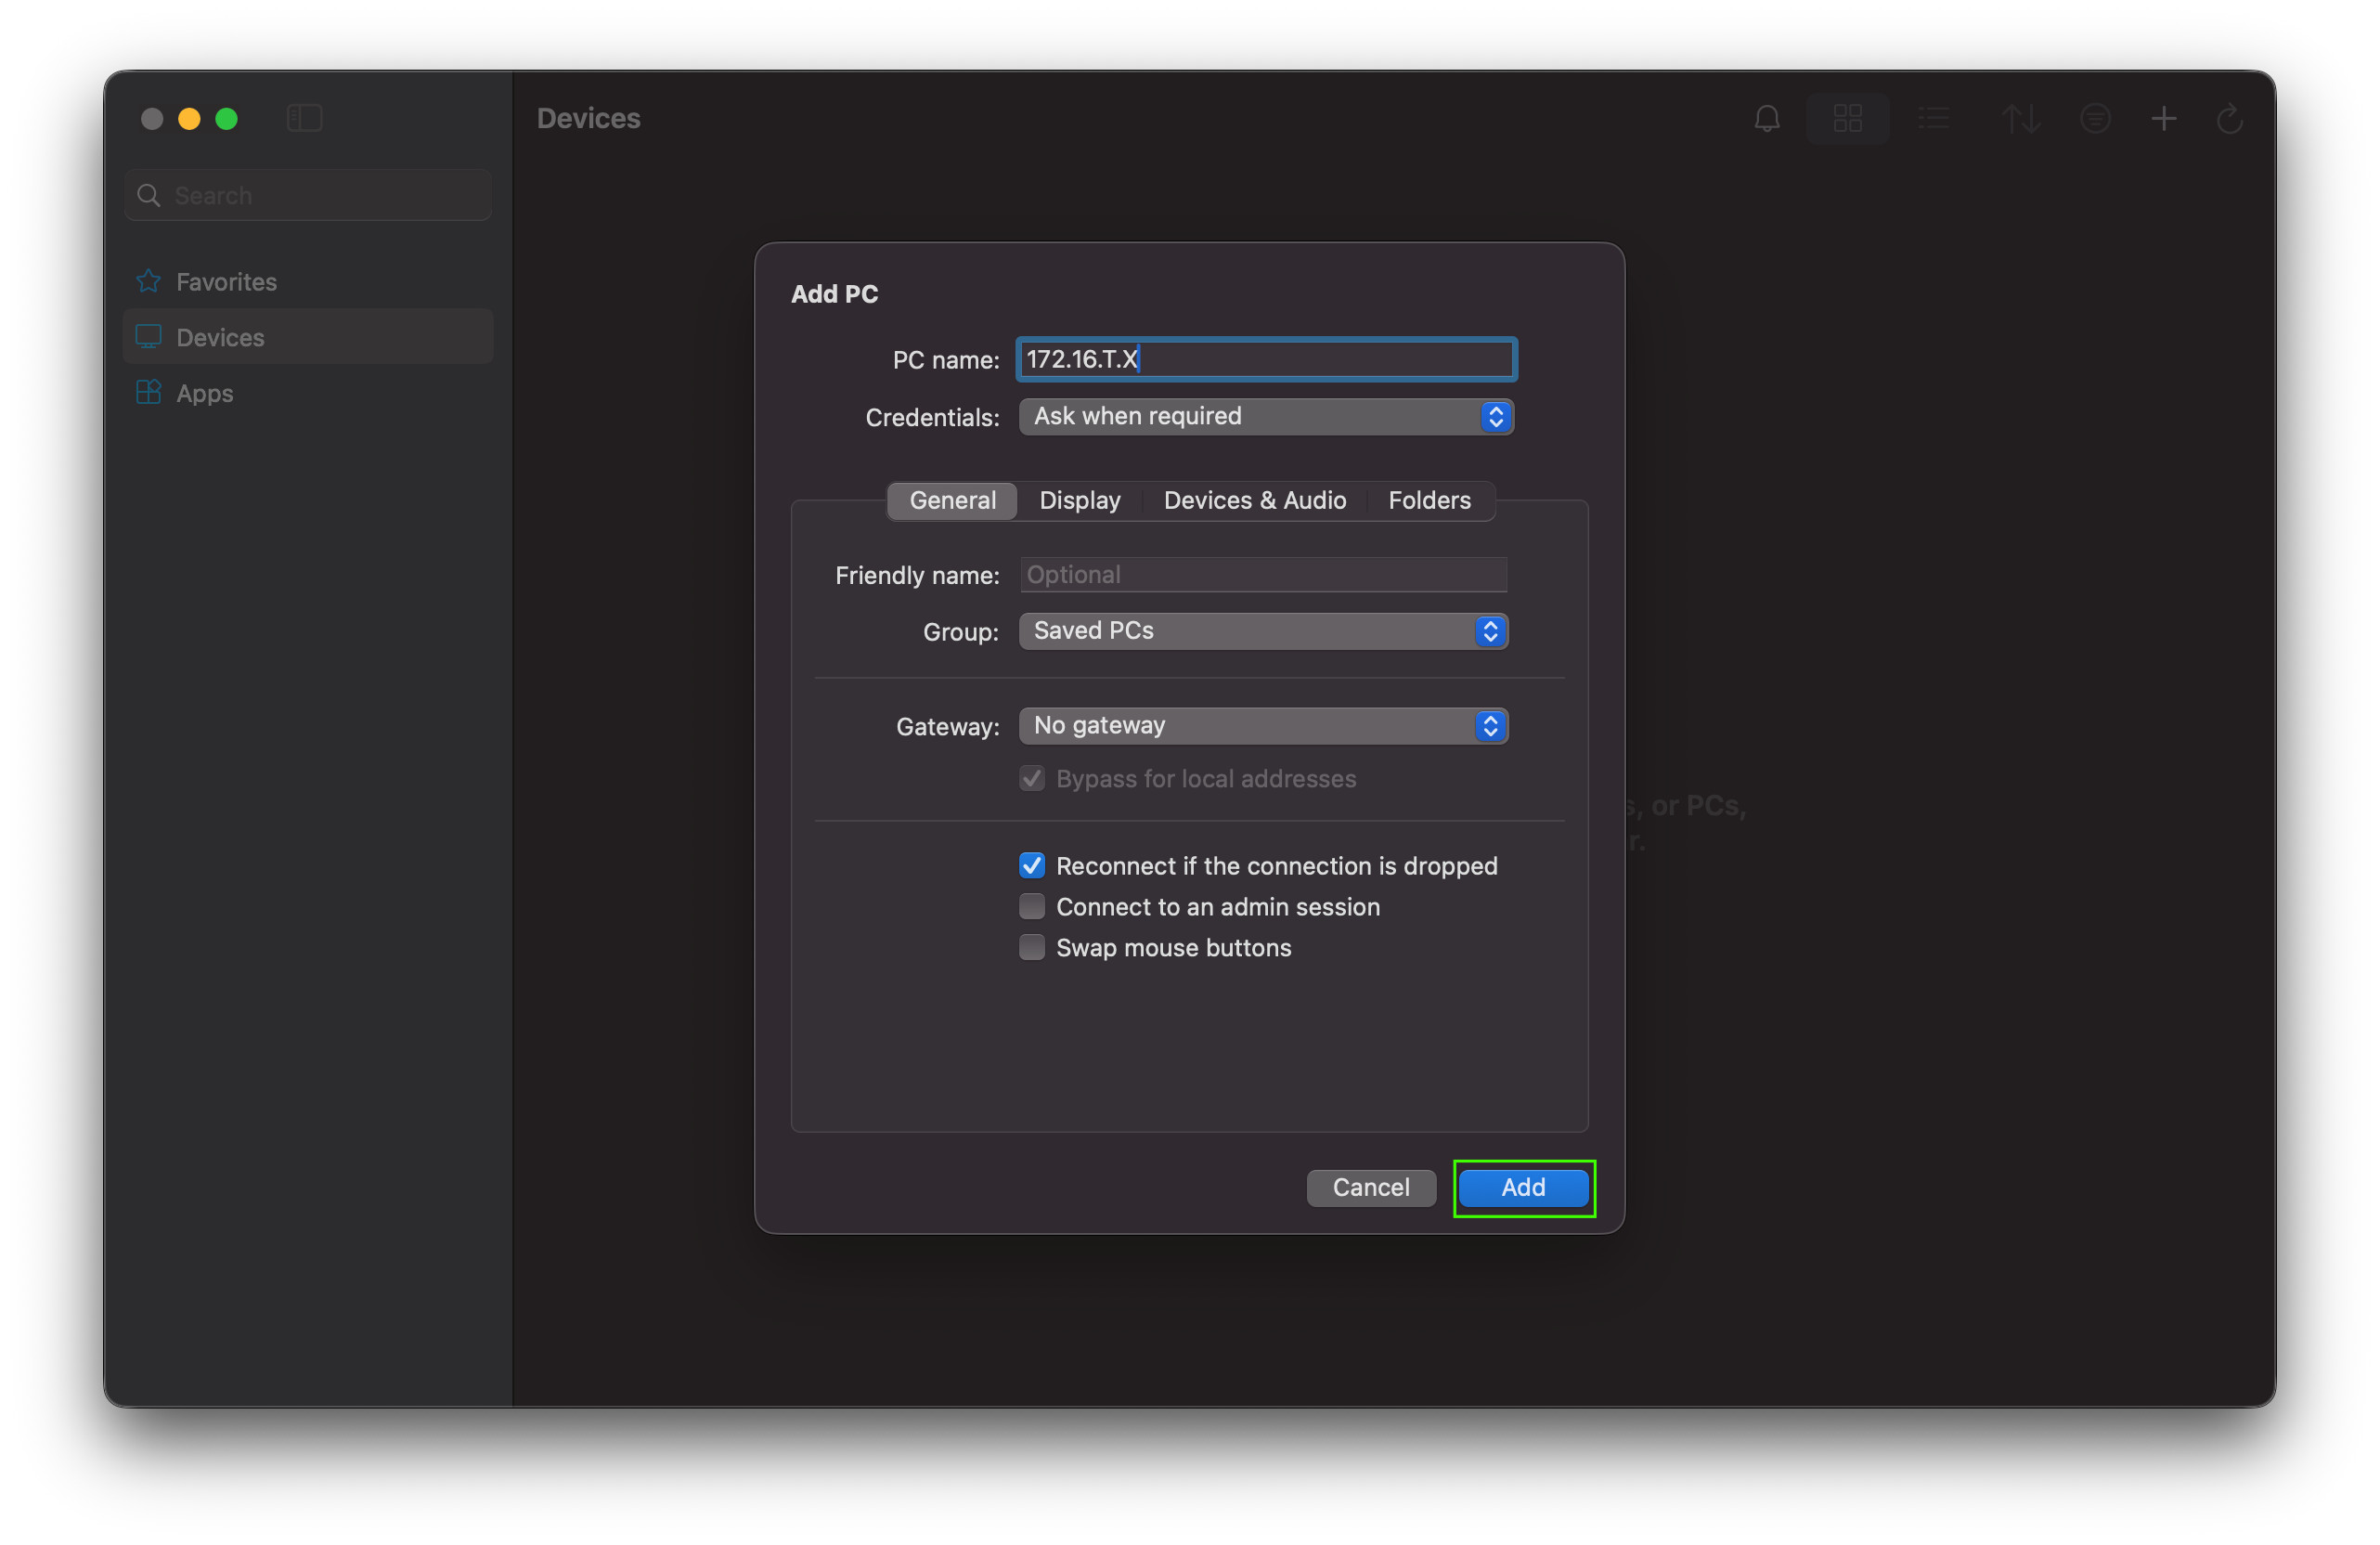 Devices
Search
Favorites
Devices
Apps
Add PC
PC name: 172.16.T.X
Credentials: Ask when required
General Display Devices & Audio Folders
Friendly name: Optional
Group: Saved PCs
Gateway: No gateway
Bypass for local addresses
s, or PCs,
r.
Reconnect if the connection is dropped
Connect to an admin session
Swap mouse buttons
Cancel Add